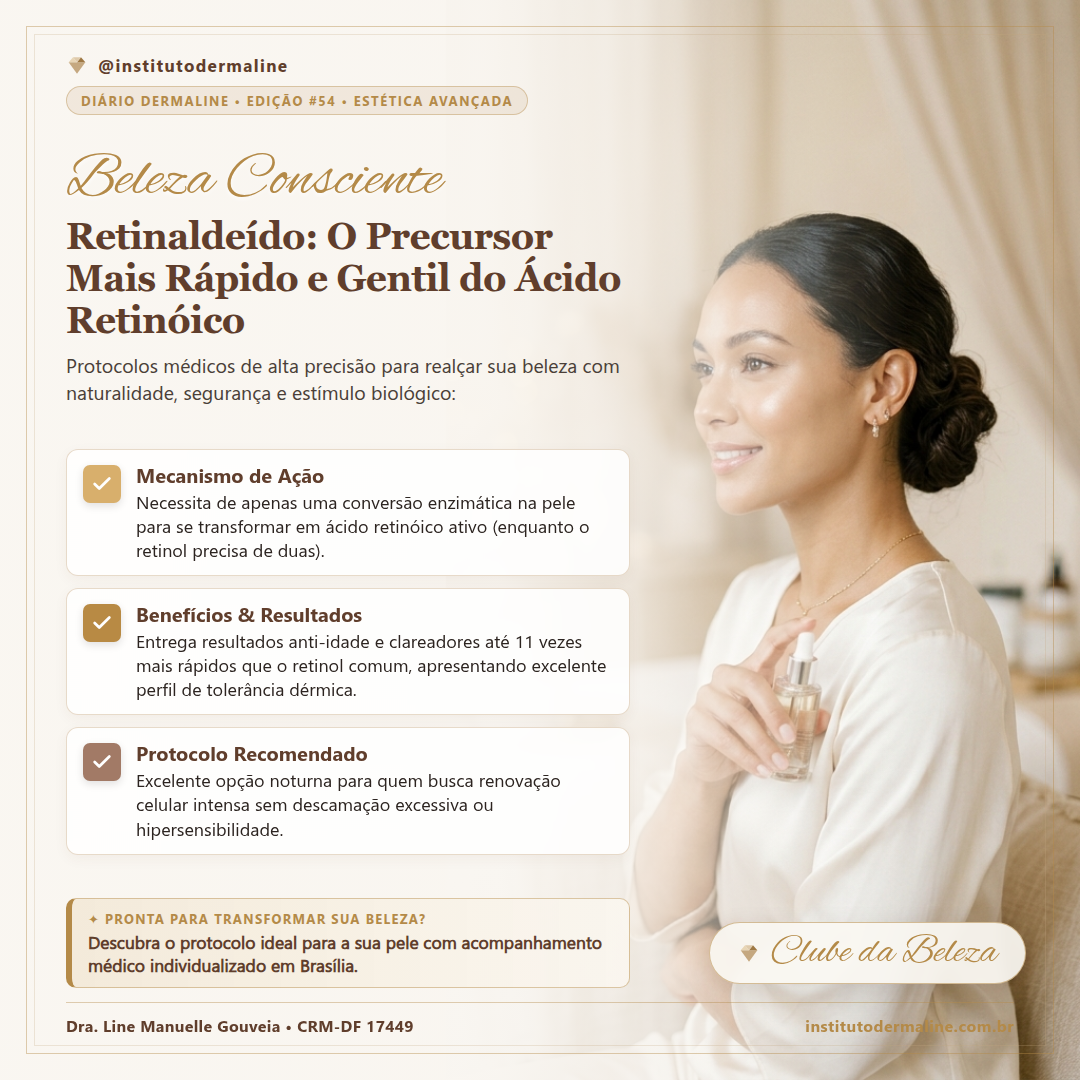 @institutodermaline
DIÁRIO DERMALINE • EDIÇÃO #54 • ESTÉTICA AVANÇADA
Beleza Consciente
Retinaldeído: O Precursor
Mais Rápido e Gentil do Ácido
Retinóico
Protocolos médicos de alta precisão para realçar sua beleza com
naturalidade, segurança e estímulo biológico:
Mecanismo de Ação
Necessita de apenas uma conversão enzimática na pele
para se transformar em ácido retinóico ativo (enquanto o
retinol precisa de duas).
Benefícios & Resultados
Entrega resultados anti-idade e clareadores até 11 vezes
mais rápidos que o retinol comum, apresentando excelente
perfil de tolerância dérmica.
Protocolo Recomendado
Excelente opção noturna para quem busca renovação
celular intensa sem descamação excessiva ou
hipersensibilidade.
✦ PRONTA PARA TRANSFORMAR SUA BELEZA?
Descubra o protocolo ideal para a sua pele com acompanhamento
médico individualizado em Brasília.
Clube da Beleza
Dra. Line Manuelle Gouveia • CRM-DF 17449
institutodermaline.com.br